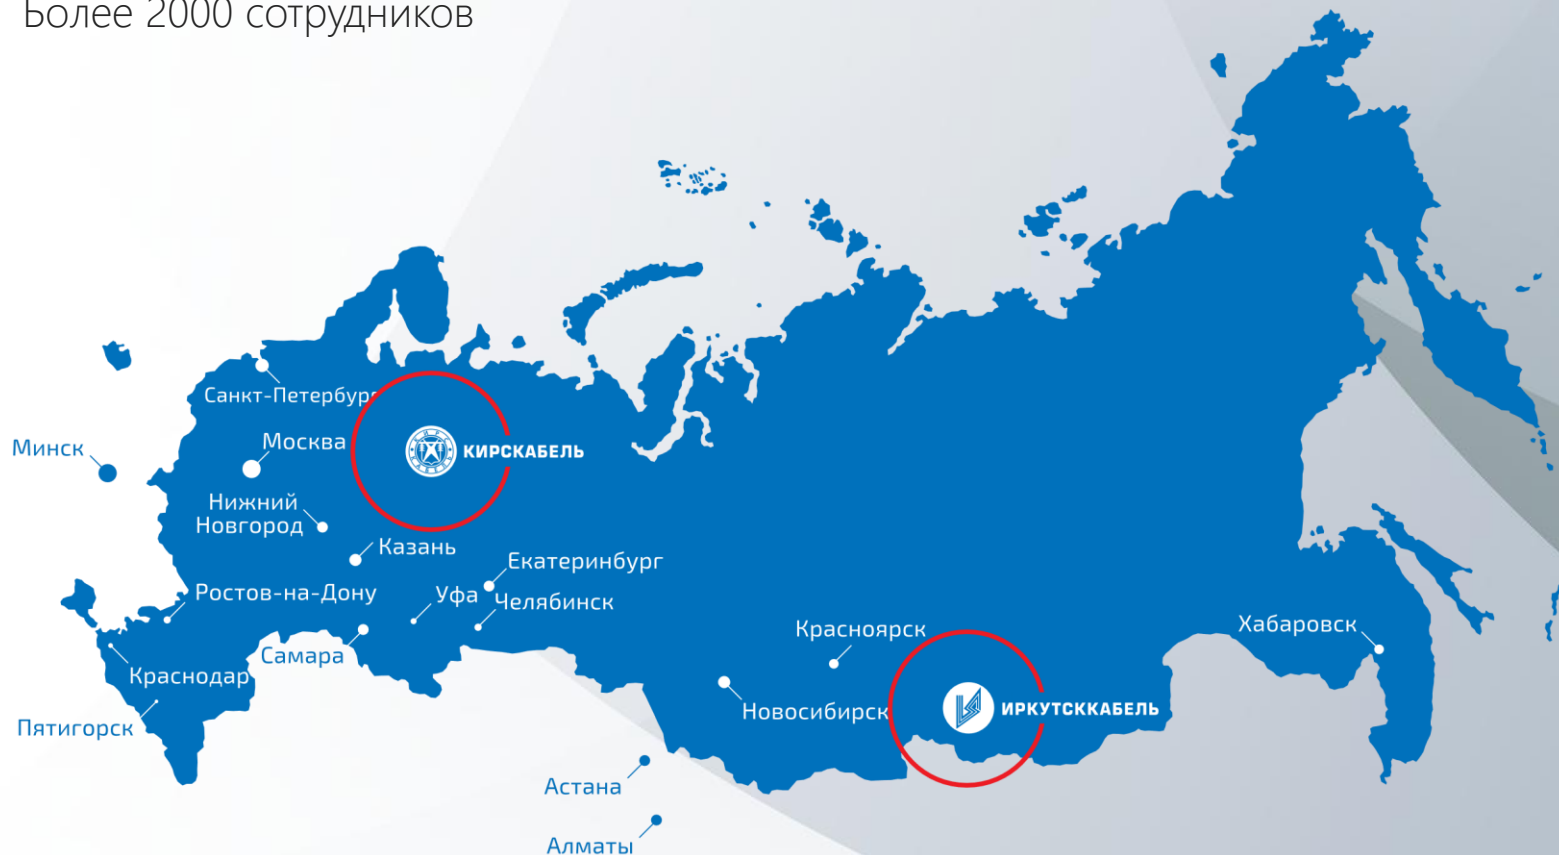 Более 2000 сотрудников
Санкт-Петербург
Москва
КИРСКАБЕЛЬ
Минск
Нижний
Новгород
Казань
Екатеринбург
Ростов-на-Дону
Уфа
Челябинск
Красноярск
Хабаровск
Самара
Краснодар
Новосибирск
ИРКУТСККАБЕЛЬ
Пятигорск
Астана
Алматы